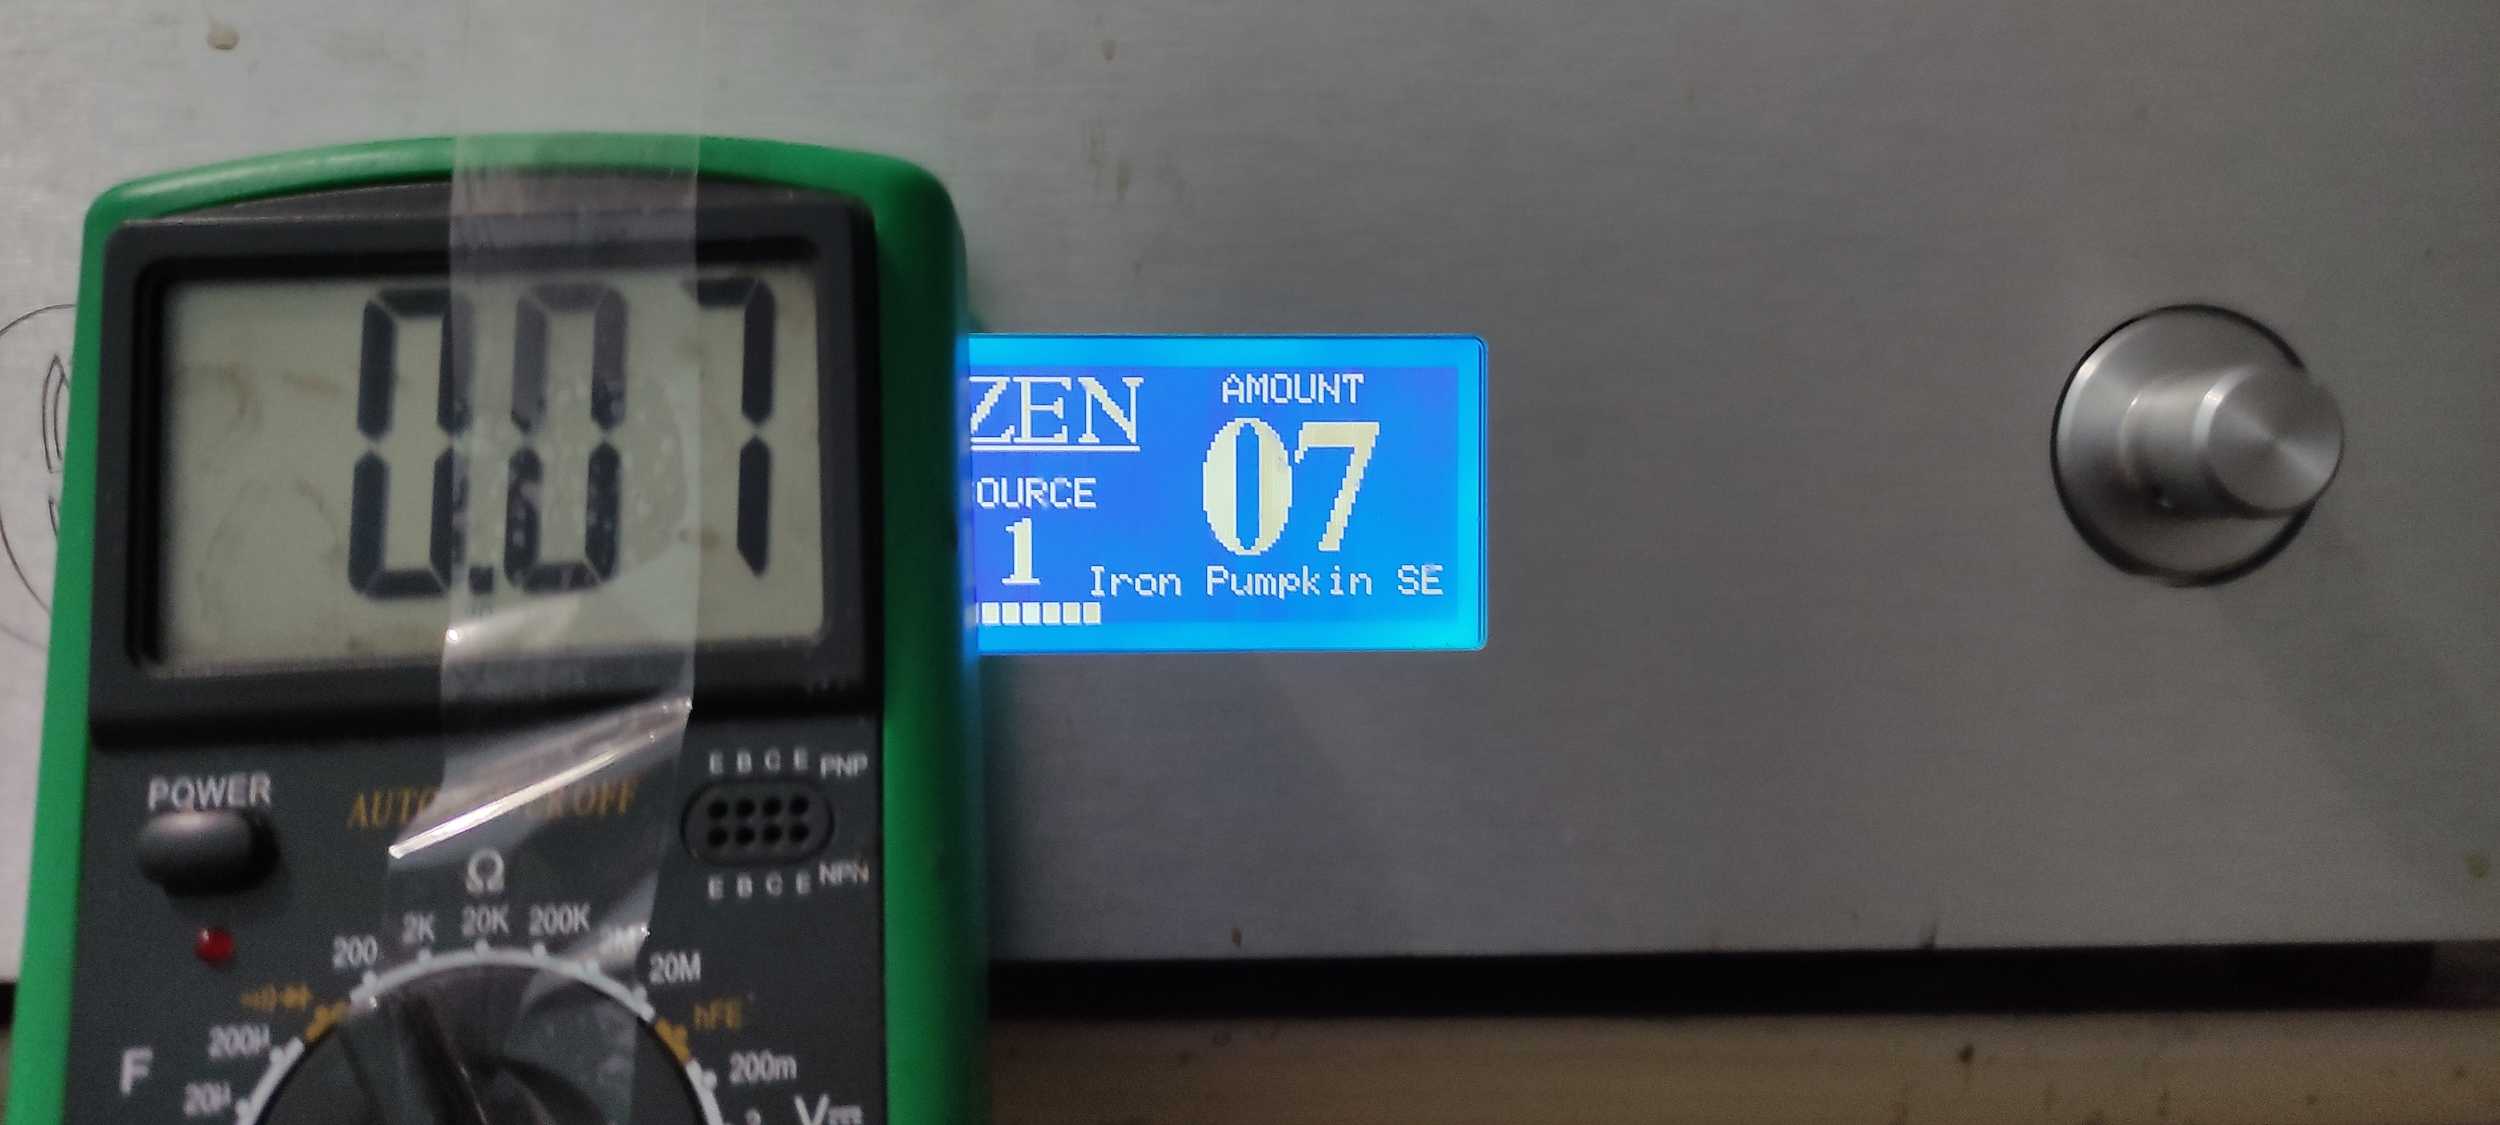 0.07
ZEN
AMOUNT
07
OURCE
1
Iron Pumpkin SE
E B C E PNP
POWER
E B C E NPN
Ω
200 2K 20K 200K 20M
hFE
200µ
200m
F
20µ
2
V